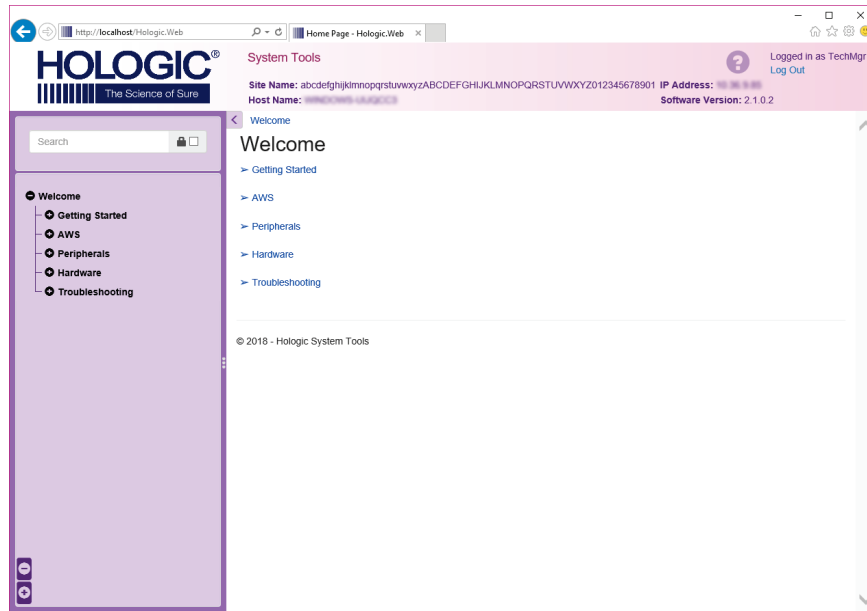 http://localhost/Hologic.Web
Home Page - Hologic.Web
HOLOGIC®
The Science of Sure
System Tools
Logged in as TechMgr
Log Out
Site Name: abcdefghijklmnopqrstuvwxyzABCDEFGHIJKLMNOPQRSTUVWXYZ012345678901 IP Address:
Host Name:
Software Version: 2.1.0.2
Search
Welcome
Getting Started
AWS
Peripherals
Hardware
Troubleshooting
Welcome
Welcome
➢ Getting Started
➢ AWS
➢ Peripherals
➢ Hardware
➢ Troubleshooting
© 2018 - Hologic System Tools